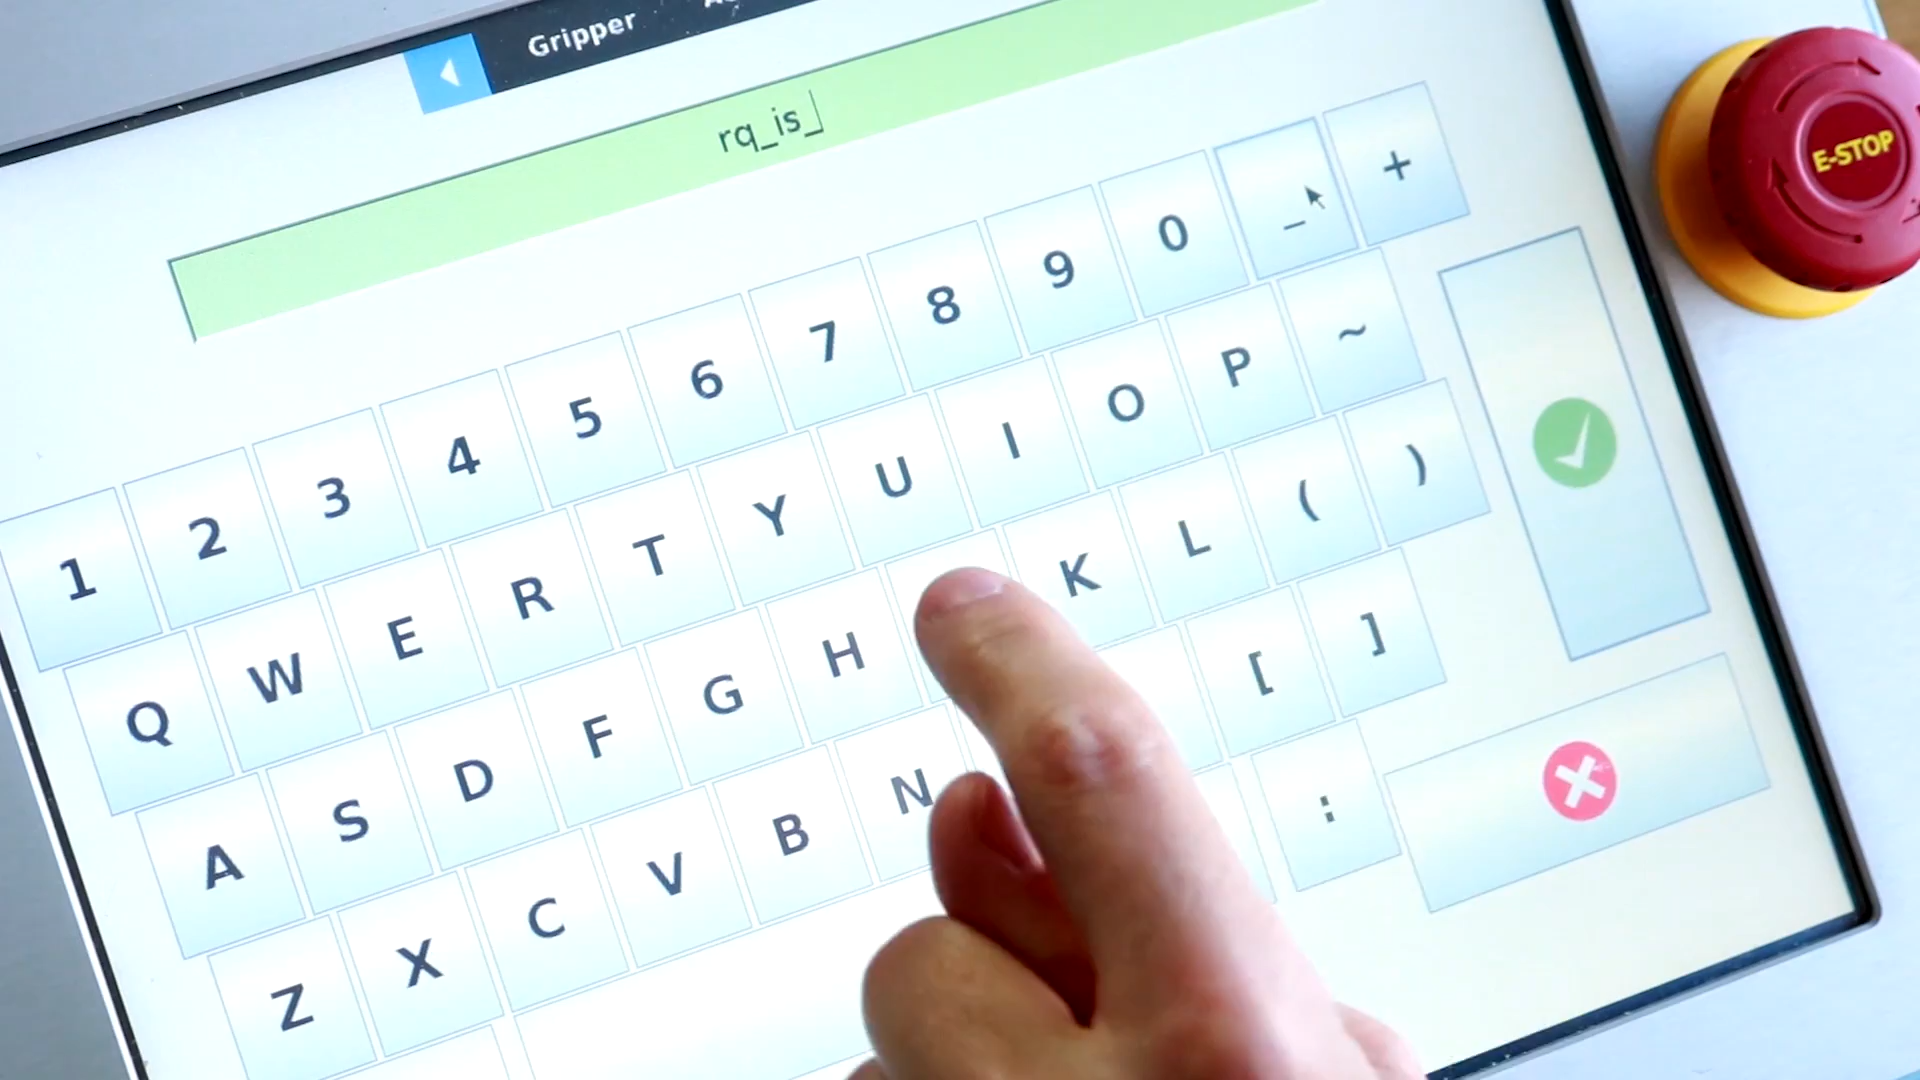 Gripper
rq_is_
E-STOP
1 2 3 4 5 6 7 8 9 0 _ +
Q W E R T Y U I O P ~
A S D F G H K L ( )
Z X C V B N [ ]
: